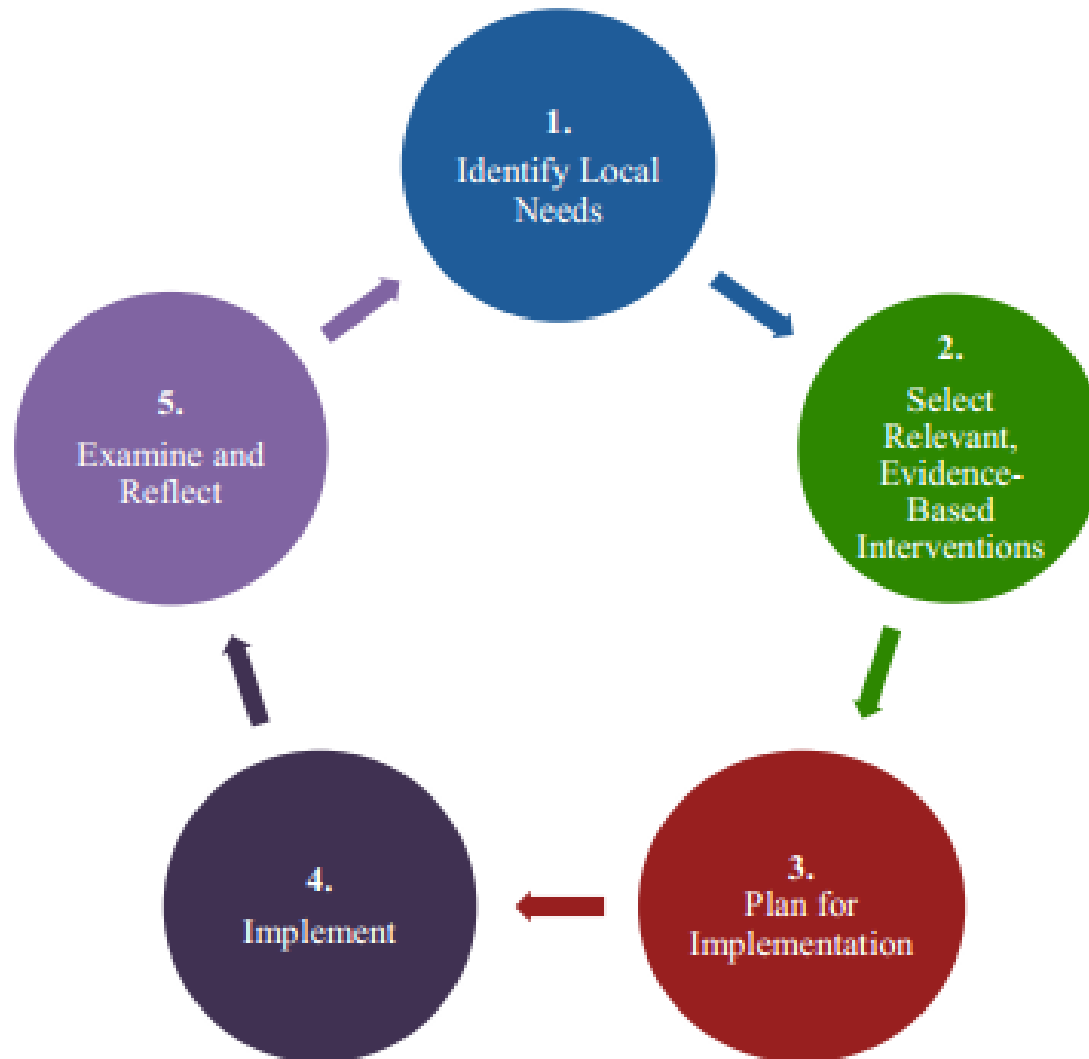 1.
Identify Local
Needs
2.
Select
Relevant,
Evidence-
Based
Interventions
3.
Plan for
Implementation
4.
Implement
5.
Examine and
Reflect